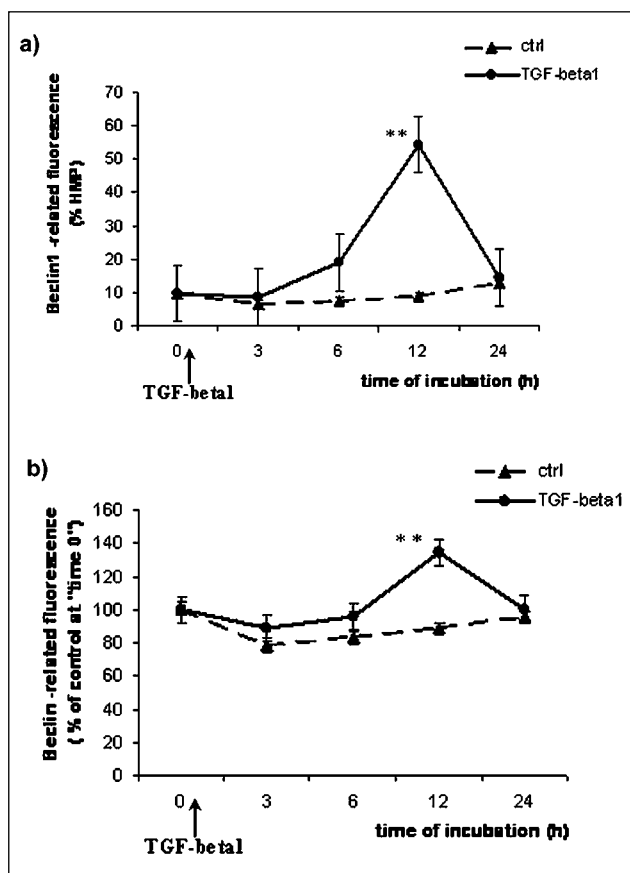 a)
ctrl
TGF-beta1
Beclin1 -related fluorescence
(% HMP)
70
60
50
40
30
20
10
0
**
0
3
6
12
24
time of incubation (h)
TGF-beta1
b)
ctrl
TGF-beta1
Beclin -related fluorescence
( % of control at "time 0")
160
140
120
100
80
60
40
20
0
**
0
3
6
12
24
time of incubation (h)
TGF-beta1